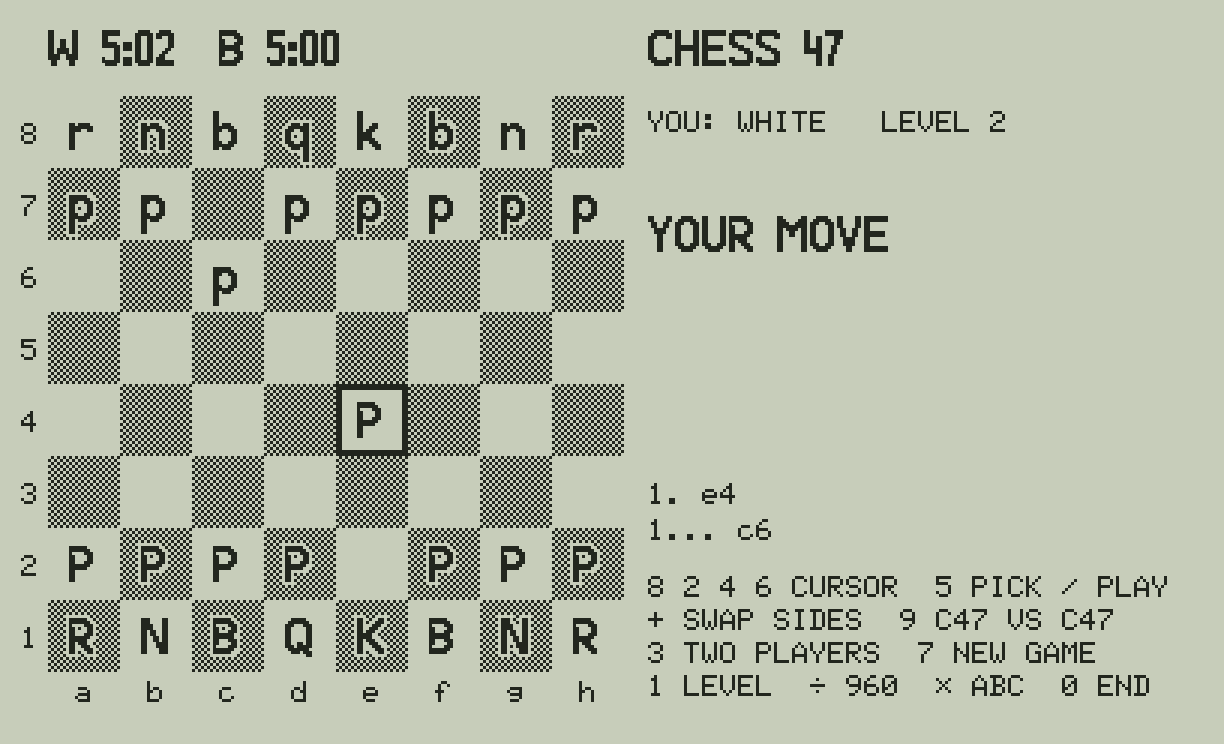 W 5:02 B 5:00
CHESS 47
YOU: WHITE LEVEL 2
YOUR MOVE
8 r n b q k b n r
7 p p p p p p p
6 p
5
4 P
3
2 P P P P P P P
1 R N B Q K B N R
a b c d e f g h
1. e4
1... c6
8 2 4 6 CURSOR 5 PICK / PLAY
+ SWAP SIDES 9 C47 VS C47
3 TWO PLAYERS 7 NEW GAME
1 LEVEL ÷ 960 × ABC 0 END